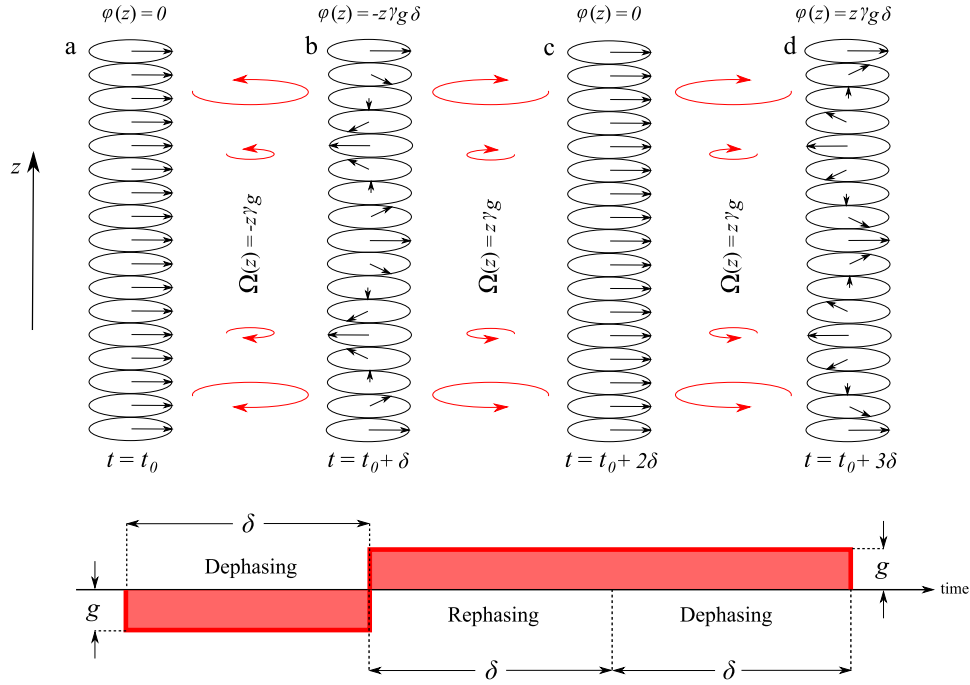 φ(z) = 0
φ(z) = -zγgδ
φ(z) = 0
φ(z) = zγgδ
a
b
c
d
z
Ω(z) = -zγg
Ω(z) = zγg
Ω(z) = zγg
t = t₀
t = t₀ + δ
t = t₀ + 2δ
t = t₀ + 3δ
δ
Dephasing
g
time
g
Rephasing
Dephasing
δ
δ